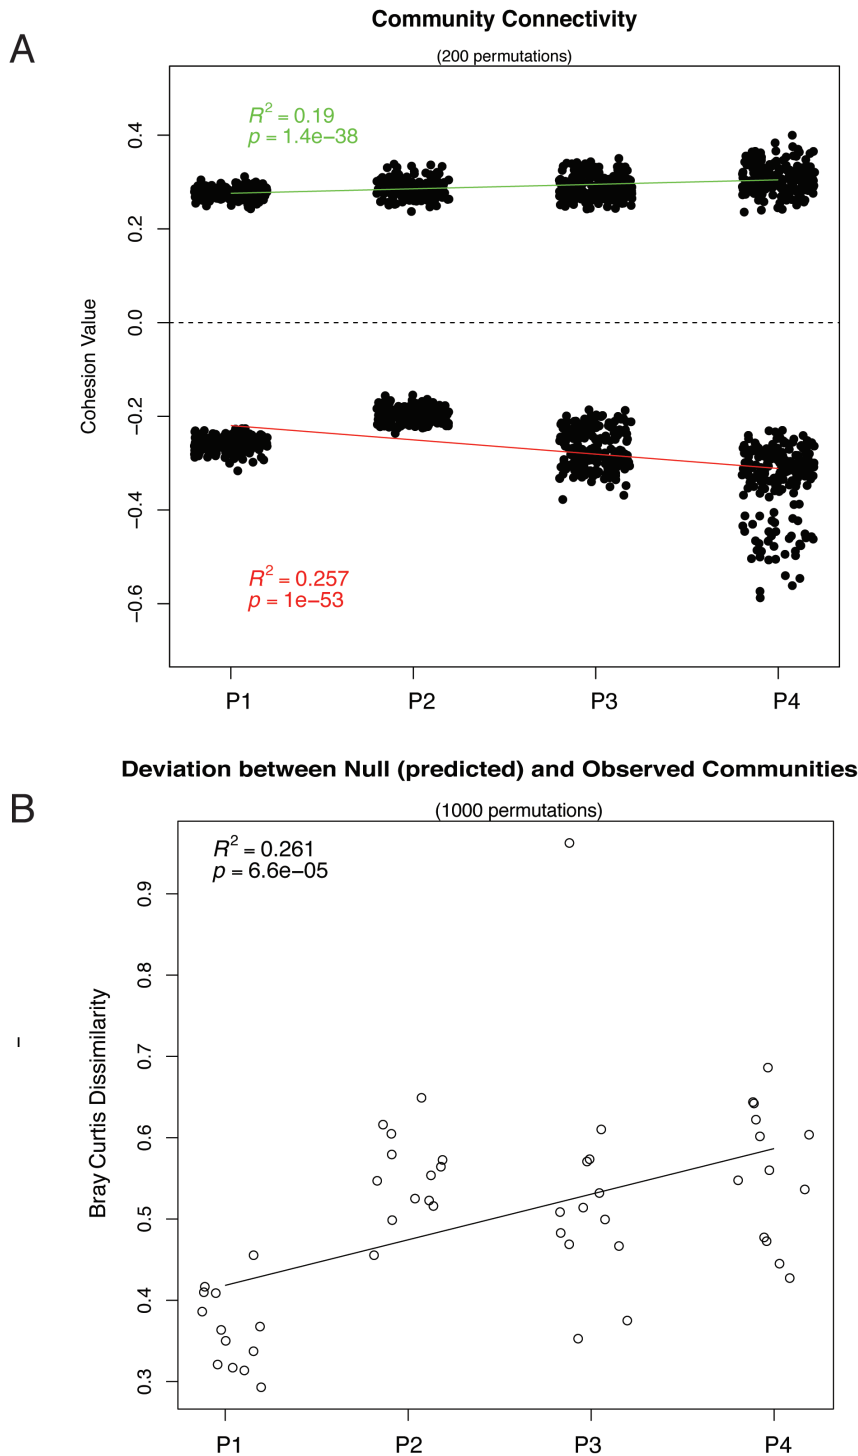 A
Community Connectivity
(200 permutations)
R² = 0.19
p = 1.4e−38
0.4
0.2
0.0
−0.2
−0.4
−0.6
Cohesion Value
R² = 0.257
p = 1e−53
P1 P2 P3 P4
Deviation between Null (predicted) and Observed Communities
B
(1000 permutations)
R² = 0.261
p = 6.6e−05
0.9
0.8
0.7
0.6
0.5
0.4
0.3
Bray Curtis Dissimilarity
P1 P2 P3 P4